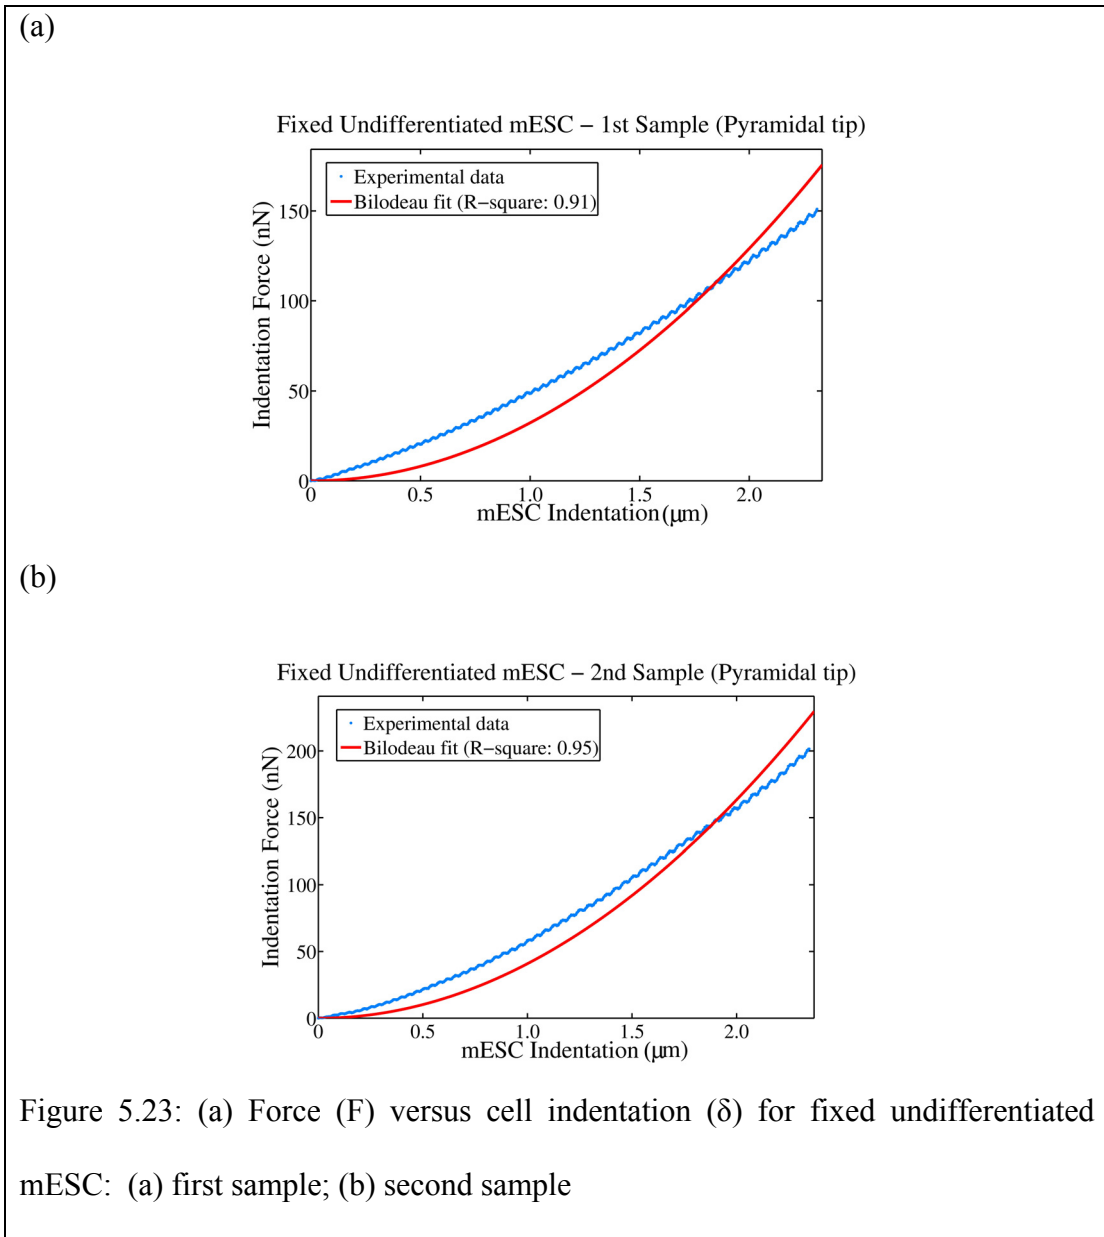 (a)
Fixed Undifferentiated mESC − 1st Sample (Pyramidal tip)
Experimental data
Bilodeau fit (R−square: 0.91)
Indentation Force (nN)
150
100
50
0
0 0.5 1.0 1.5 2.0
mESC Indentation (μm)
(b)
Fixed Undifferentiated mESC − 2nd Sample (Pyramidal tip)
Experimental data
Bilodeau fit (R−square: 0.95)
Indentation Force (nN)
200
150
100
50
0
0 0.5 1.0 1.5 2.0
mESC Indentation (μm)
Figure 5.23: (a) Force (F) versus cell indentation (δ) for fixed undifferentiated
mESC: (a) first sample; (b) second sample